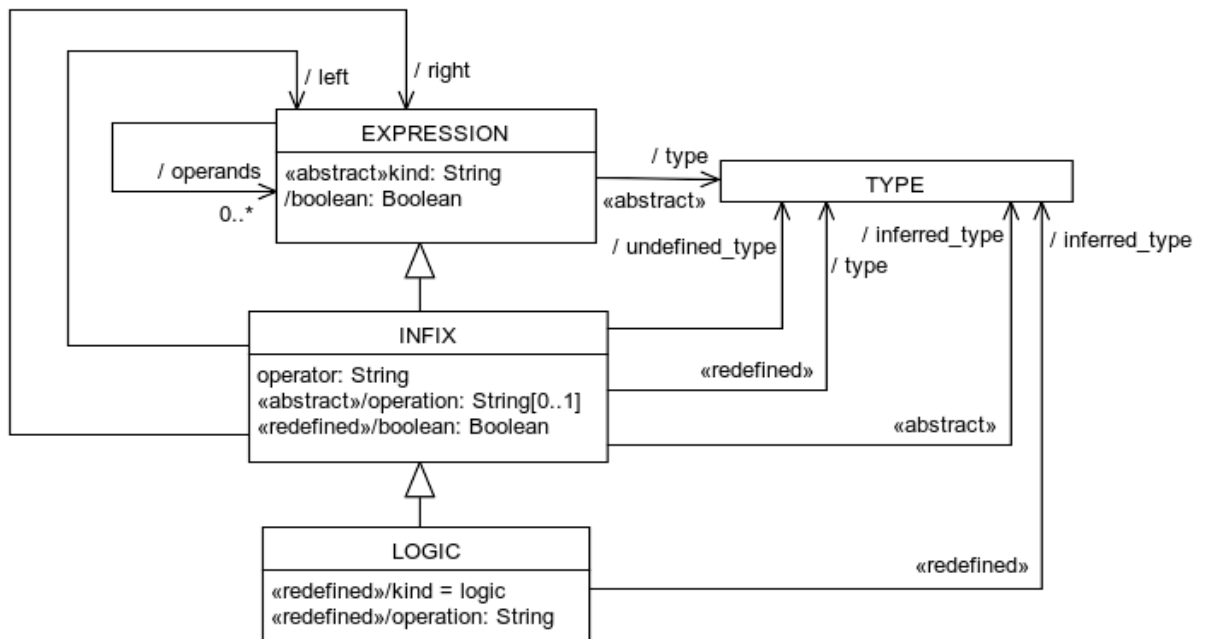 / left
/ right
EXPRESSION
«abstract»kind: String
/boolean: Boolean
/ operands
0..*
/ type
«abstract»
TYPE
/ undefined_type
/ type
/ inferred_type
/ inferred_type
INFIX
operator: String
«abstract»/operation: String[0..1]
«redefined»/boolean: Boolean
«redefined»
«abstract»
LOGIC
«redefined»/kind = logic
«redefined»/operation: String
«redefined»